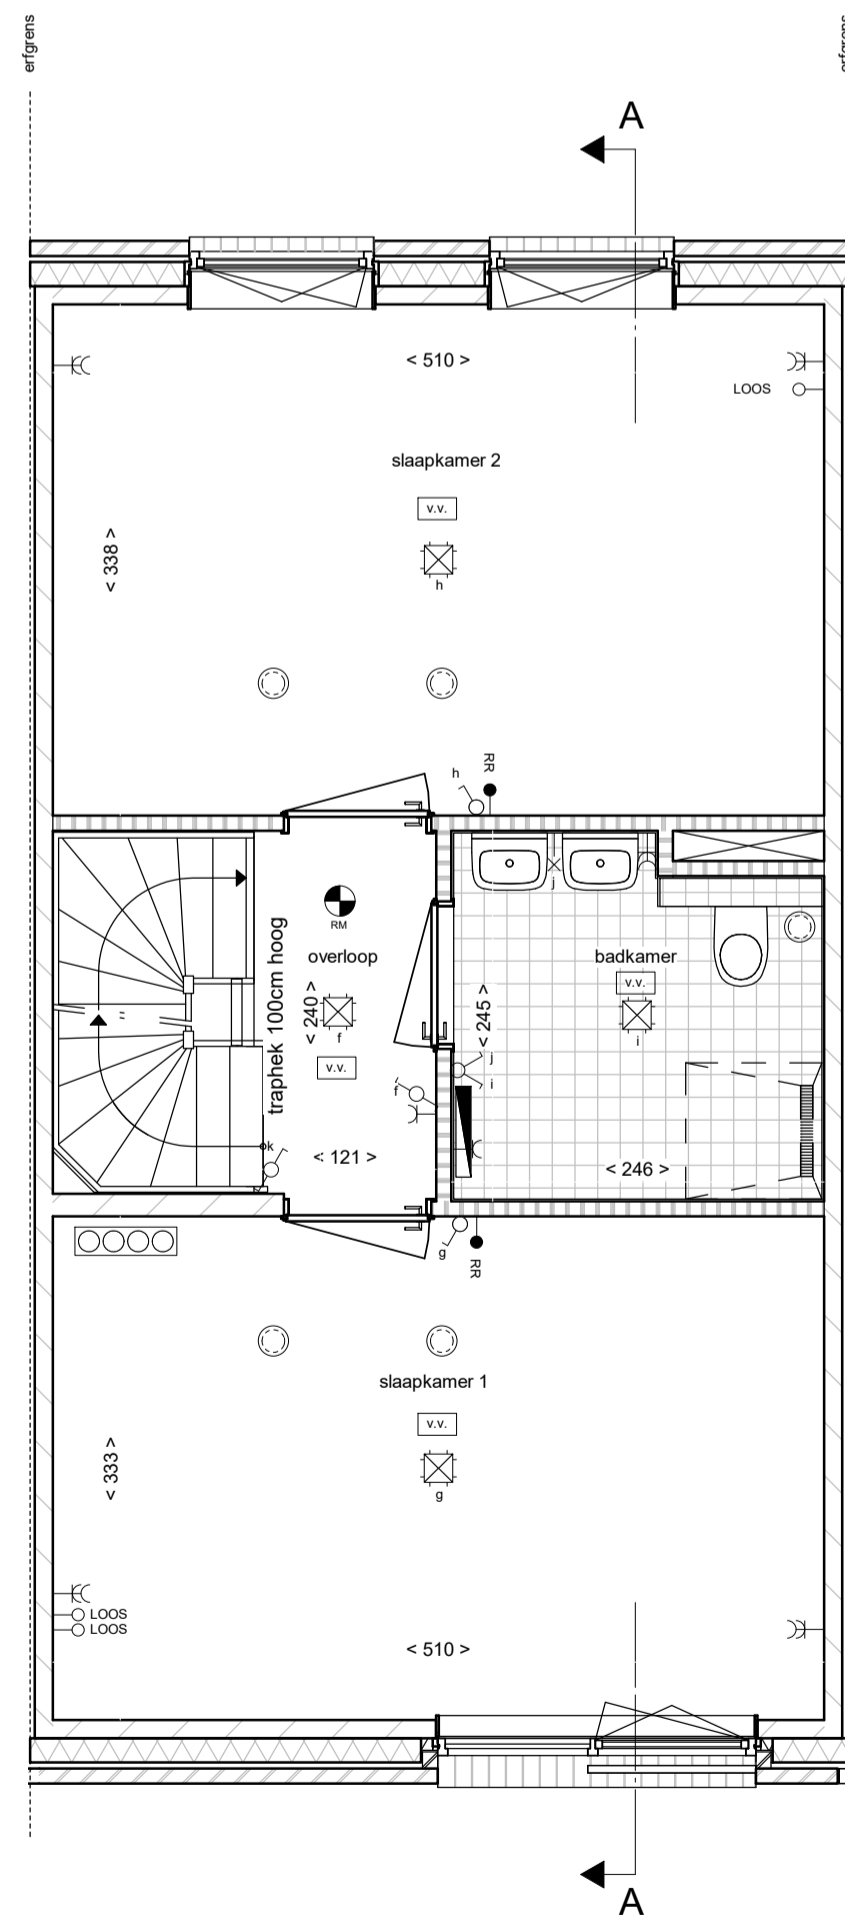 erfgrens
erfgrens
A
< 510 >
LOOS
slaapkamer 2
v.v.
< 338 >
h
h
RR
j
RM
overloop
badkamer
v.v.
traphek 100cm hoog
< 240 >
f
< 245 >
i
v.v.
j
i
f
k
< 121 >
< 246 >
g
RR
slaapkamer 1
v.v.
< 333 >
g
LOOS
LOOS
< 510 >
A